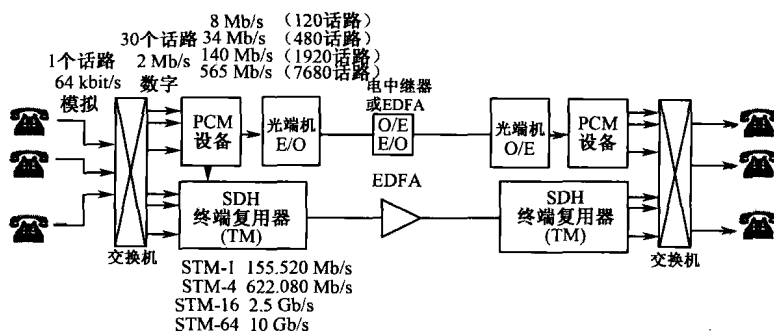 8 Mb/s （120话路）
34 Mb/s （480话路）
140 Mb/s （1920话路）
565 Mb/s （7680话路）
30个话路
2 Mb/s
数字
1个话路
64 kbit/s
模拟
电中继器
或EDFA
PCM
设备
光端机
E/O
O/E
E/O
光端机
O/E
PCM
设备
EDFA
SDH
终端复用器
(TM)
SDH
终端复用器
(TM)
交换机
交换机
STM-1 155.520 Mb/s
STM-4 622.080 Mb/s
STM-16 2.5 Gb/s
STM-64 10 Gb/s